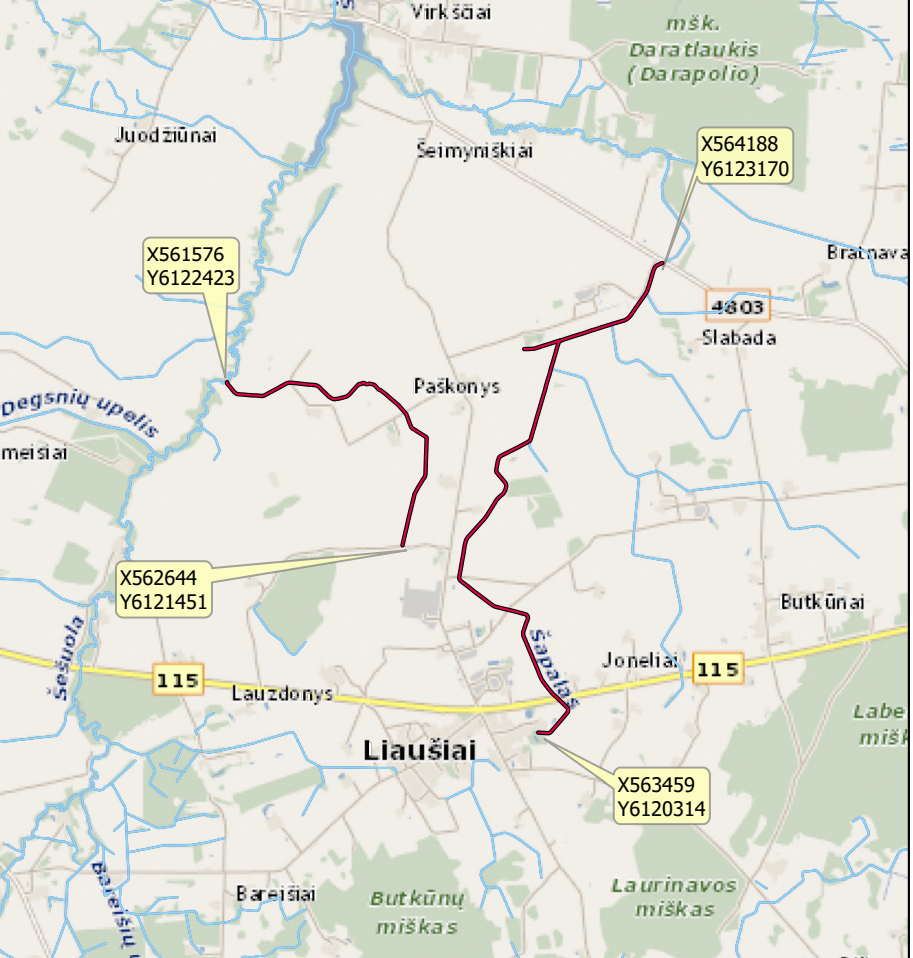 Virkščiai
mšk.
Daratlaukis
(Darapolio)
Juodžiūnai
Šeimyniškiai
X564188
Y6123170
X561576
Y6122423
Bratnava
4803
Slabada
Paškonys
Degsnių upelis
meisiai
X562644
Y6121451
Butkūnai
Šešuola
Šapalas
Joneliai
115
115
Lauzdonys
Labe
mišk
Liaušiai
X563459
Y6120314
Bareišiai
Butkūnų
miškas
Laurinavos
miškas
Bareišių u